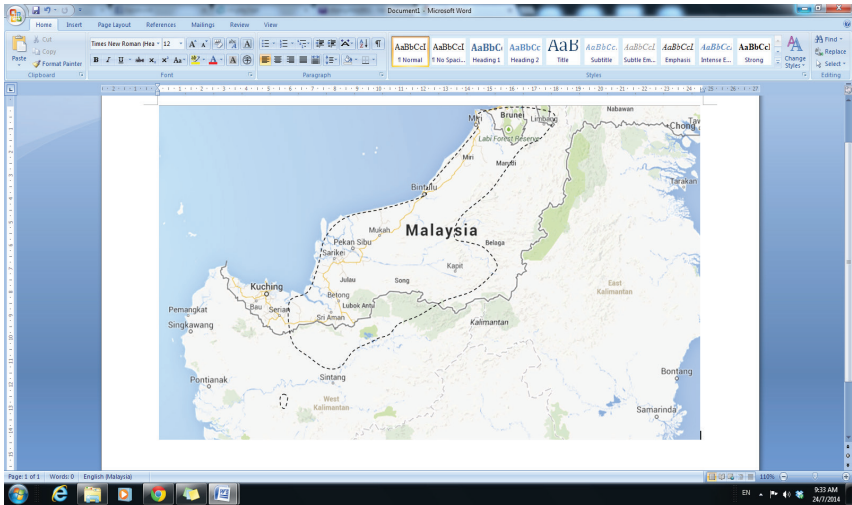 Document1 - Microsoft Word
Home Insert Page Layout References Mailings Review View
Paste
Cut
Copy
Format Painter
Clipboard
Times New Roman (Hea 12
Font
Paragraph
AaBbCcI AaBbCcI AaBbC AaBbCc AaB AaBbCc. AaBbCcI AaBbCcI AaBbCc. AaBbCcI
¶ Normal ¶ No Spaci... Heading 1 Heading 2 Title Subtitle Subtle Em... Emphasis Intense E... Strong
Change Styles
Styles
Find
Replace
Select
Editing
Miri
Brunei
Limbang
Nabawan
Labi Forest Reserve
Chong
Miri
Marudi
Tarakan
Bintulu
Mukah
Malaysia
Pekan Sibu
Belaga
Sarikei
Kapit
Julau
Song
Kuching
Betong
East
Kalimantan
Bau
Serian
Lubok Antu
Pemangkat
Sri Aman
Singkawang
Kalimantan
Pontianak
Sintang
Bontang
West
Kalimantan
Samarinda
Page: 1 of 1 Words: 0 English (Malaysia) 110%
EN 9:33 AM
24/7/2014